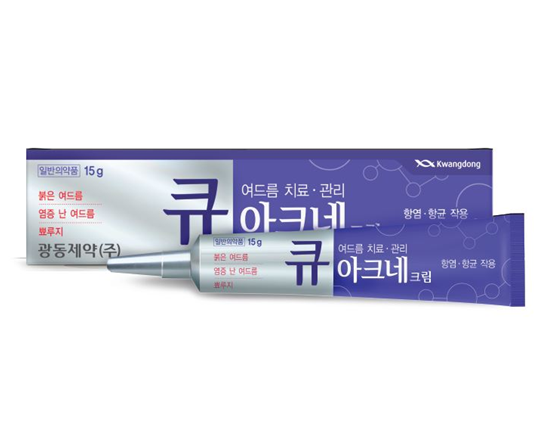 일반의약품 15g
붉은 여드름
염증 난 여드름
뾰루지
광동제약(주)
큐
여드름 치료·관리
아크네
Kwangdong
항염·항균 작용
일반의약품 15g
붉은 여드름
염증 난 여드름
뾰루지
큐
여드름 치료·관리
아크네크림
항염·항균 작용